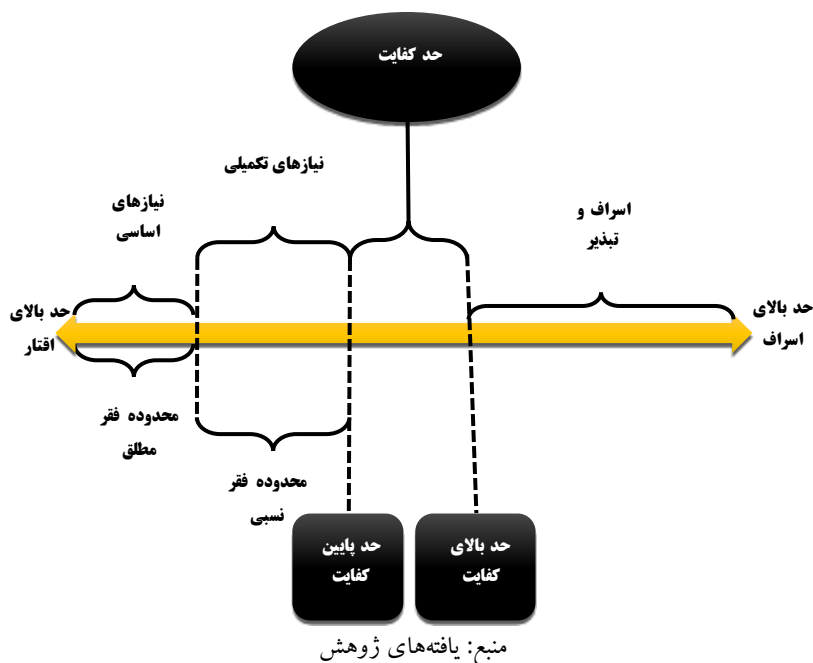 حد کفایت
نیازهای تکمیلی
نیازهای
اساسی
اسراف و
تبذیر
حد بالای
اسراف
حد بالای
اقتار
محدوده فقر
مطلق
محدوده فقر
نسبی
حد بالای
کفایت
حد پایین
کفایت
منبع: یافته‌های ژوهش